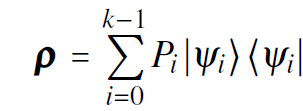 ρ = ∑_{i=0}^{k−1} P_i |ψ_i⟩⟨ψ_i|